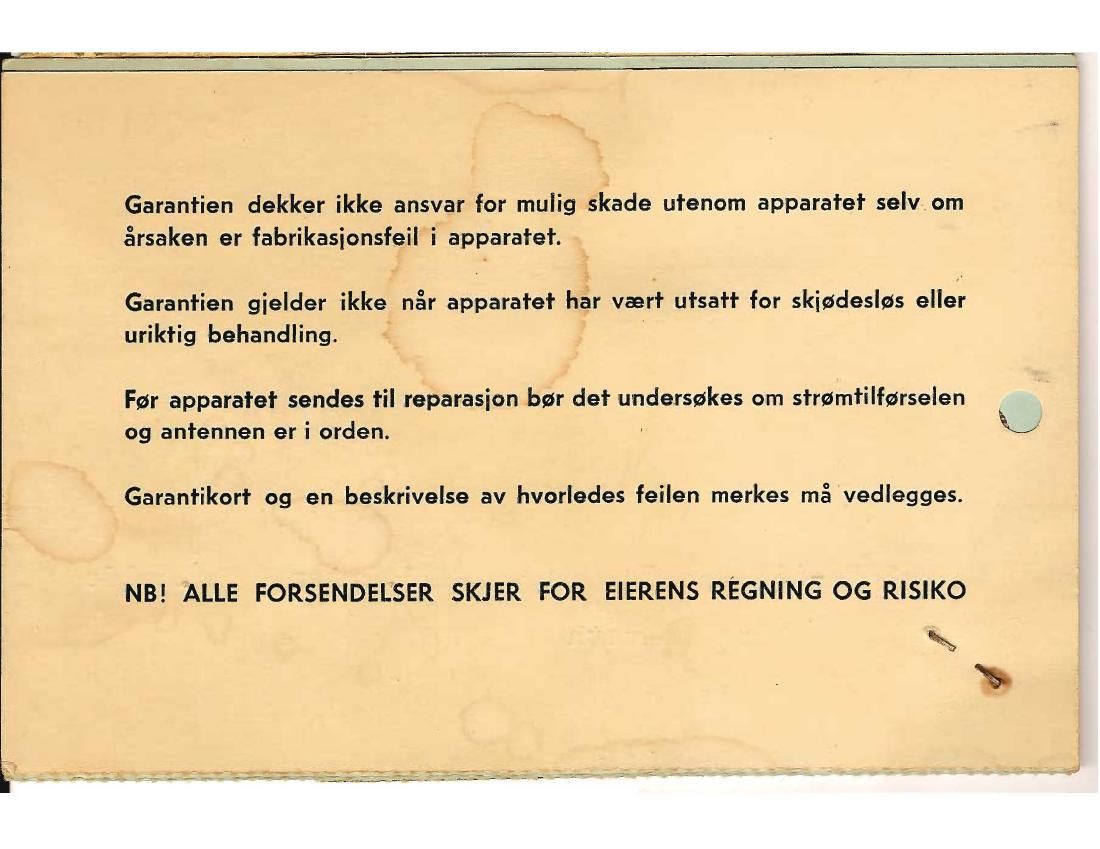 Garantien dekker ikke ansvar for mulig skade utenom apparatet selv om
årsaken er fabrikasjonsfeil i apparatet.
Garantien gjelder ikke når apparatet har vært utsatt for skjødesløs eller
uriktig behandling.
Før apparatet sendes til reparasjon bør det undersøkes om strømtilførselen
og antennen er i orden.
Garantikort og en beskrivelse av hvorledes feilen merkes må vedlegges.
NB! ALLE FORSENDELSER SKJER FOR EIERENS REGNING OG RISIKO